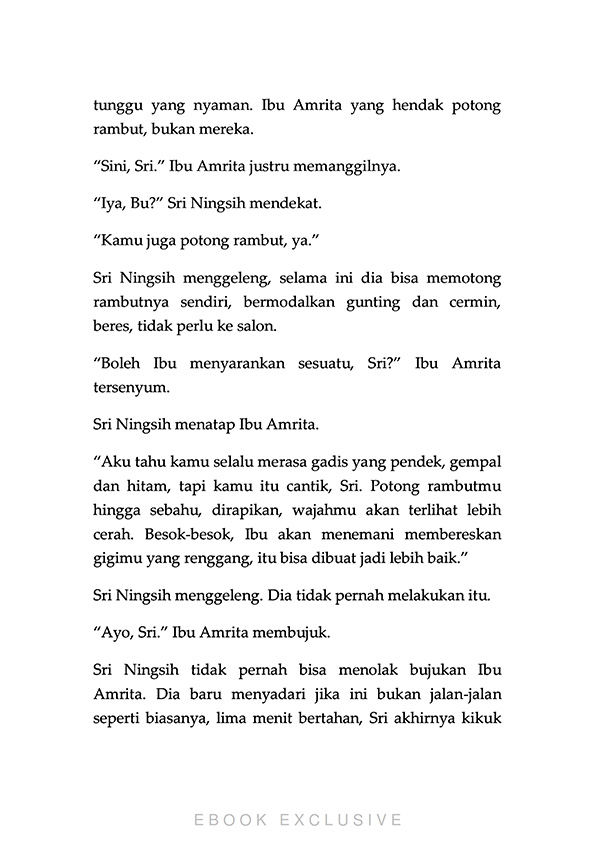 tunggu yang nyaman. Ibu Amrita yang hendak potong
rambut, bukan mereka.
“Sini, Sri.” Ibu Amrita justru memanggilnya.
“Iya, Bu?” Sri Ningsih mendekat.
“Kamu juga potong rambut, ya.”
Sri Ningsih menggeleng, selama ini dia bisa memotong
rambutnya sendiri, bermodalkan gunting dan cermin,
beres, tidak perlu ke salon.
“Boleh Ibu menyarankan sesuatu, Sri?” Ibu Amrita
tersenyum.
Sri Ningsih menatap Ibu Amrita.
“Aku tahu kamu selalu merasa gadis yang pendek, gempal
dan hitam, tapi kamu itu cantik, Sri. Potong rambutmu
hingga sebahu, dirapikan, wajahmu akan terlihat lebih
cerah. Besok-besok, Ibu akan menemani membereskan
gigimu yang renggang, itu bisa dibuat jadi lebih baik.”
Sri Ningsih menggeleng. Dia tidak pernah melakukan itu.
“Ayo, Sri.” Ibu Amrita membujuk.
Sri Ningsih tidak pernah bisa menolak bujukan Ibu
Amrita. Dia baru menyadari jika ini bukan jalan-jalan
seperti biasanya, lima menit bertahan, Sri akhirnya kikuk
EBOOK EXCLUSIVE